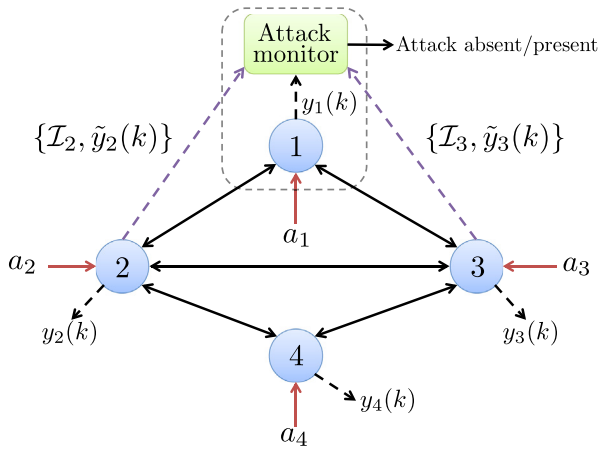 Attack
monitor
Attack absent/present
y₁(k)
{ℐ₂, ỹ₂(k)}
{ℐ₃, ỹ₃(k)}
1
a₁
a₂
2
3
a₃
y₂(k)
y₃(k)
4
y₄(k)
a₄